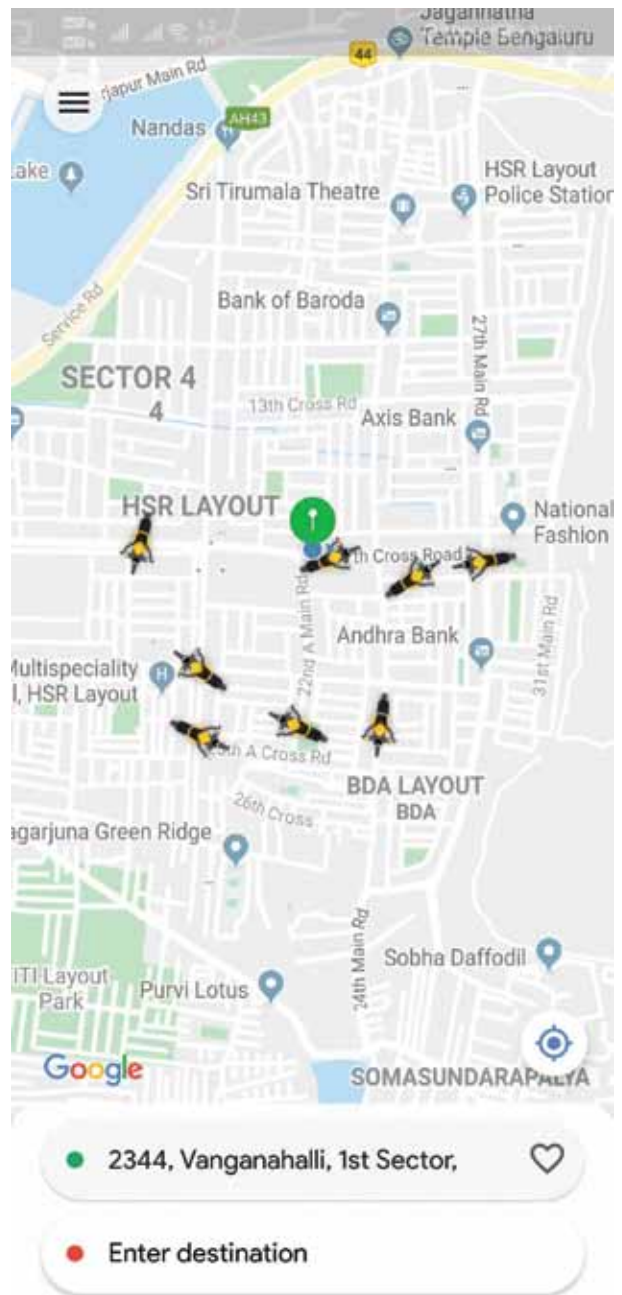 Jagannatha
Temple Bengaluru
44
rjapur Main Rd
AH43
Nandas
H
HSR Layout
Police Station
ake
Sri Tirumala Theatre
Bank of Baroda
Service Rd
27th Main Rd
SECTOR 4
4
13th Cross Rd
Axis Bank
HSR LAYOUT
National
Fashion
th Cross Road
22nd A Main Rd
Andhra Bank
31st Main Rd
Multispeciality
l, HSR Layout
H
5th A Cross Rd
BDA LAYOUT
BDA
26th Cross
agarjuna Green Ridge
24th Main Rd
Sobha Daffodil
ITI Layout
Park
Purvi Lotus
Google
SOMASUNDARAPALYA
2344, Vanganahalli, 1st Sector,
Enter destination